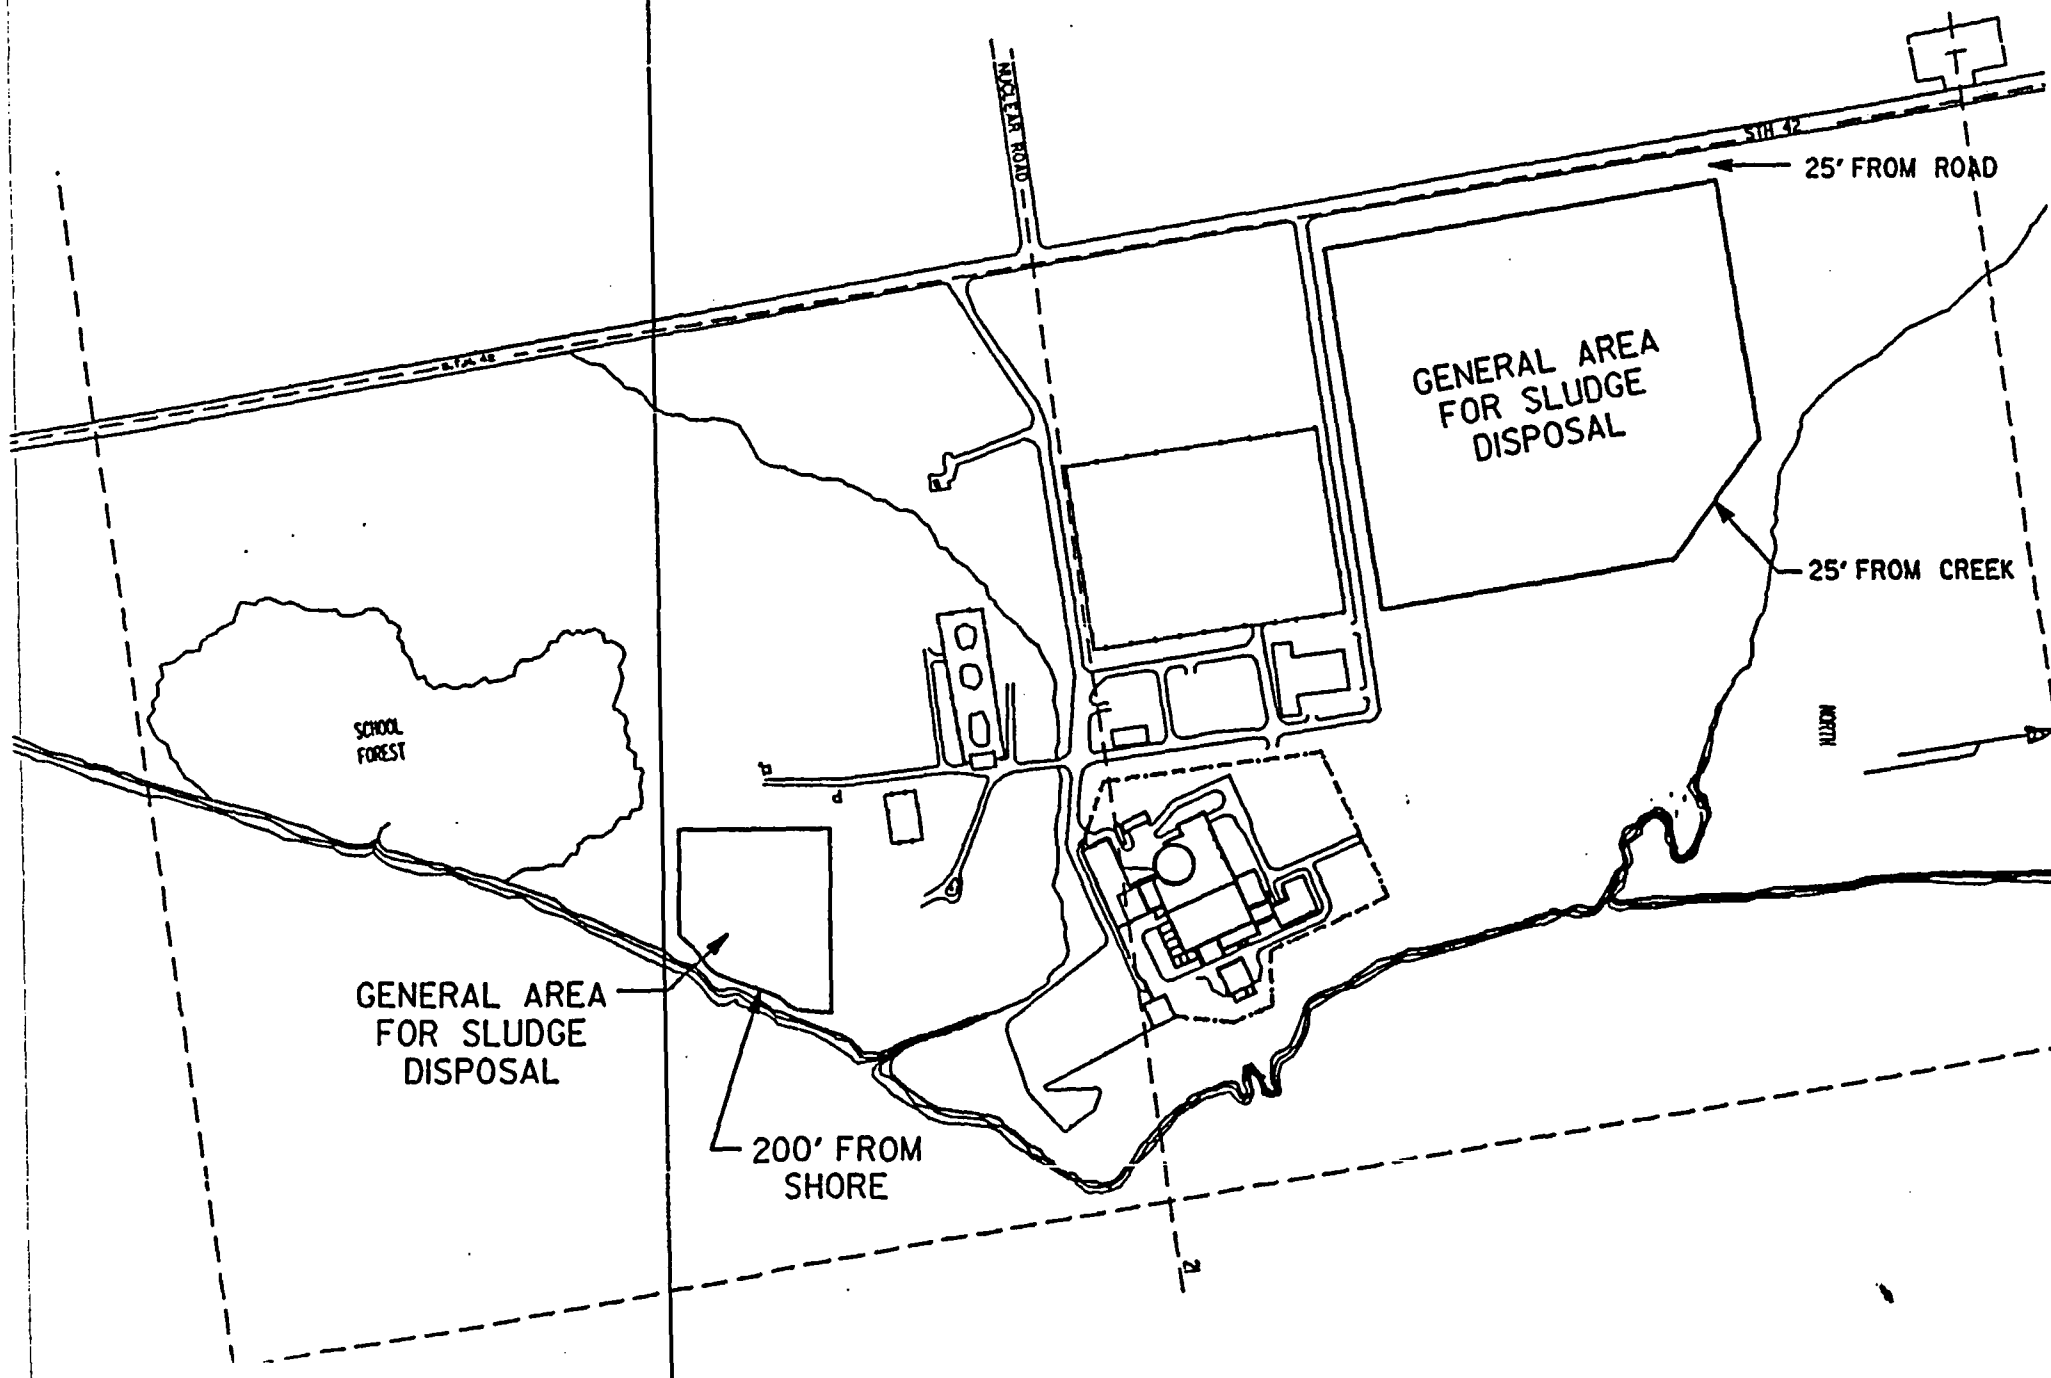 NUCLEAR ROAD
STH 42
25' FROM ROAD
S.T.H. 42
GENERAL AREA
FOR SLUDGE
DISPOSAL
25' FROM CREEK
SCHOOL
FOREST
NORTH
GENERAL AREA
FOR SLUDGE
DISPOSAL
200' FROM
SHORE